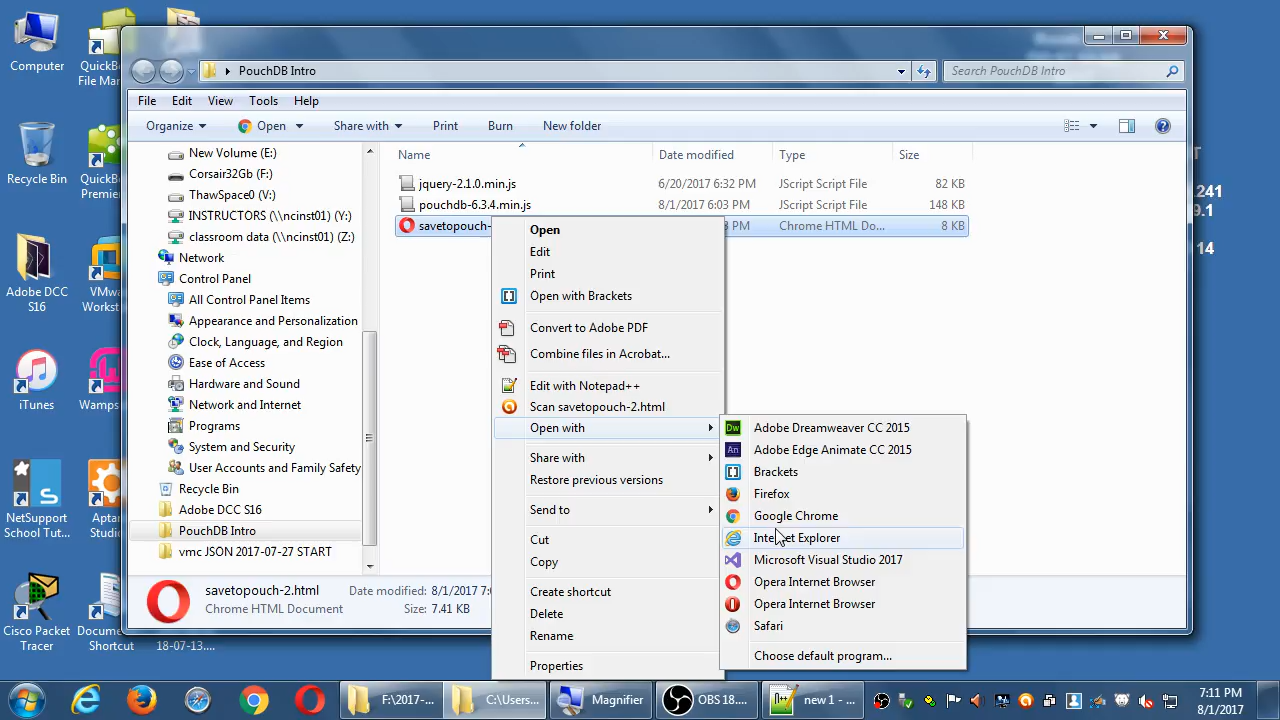 Computer
QuickBo
File Mar
Recycle Bin
QuickBo
Premier
Adobe DCC
S16
VMw
Workst
iTunes
Wamps
NetSupport
School Tut...
Aptan
Studio
Cisco Packet
Tracer
Docume
Shortcut
18-07-13...
PouchDB Intro
Search PouchDB Intro
File Edit View Tools Help
Organize Open Share with Print Burn New folder
New Volume (E:)
Corsair32Gb (F:)
ThawSpace0 (V:)
INSTRUCTORS (\\ncinst01) (Y:)
classroom data (\\ncinst01) (Z:)
Network
Control Panel
All Control Panel Items
Appearance and Personalization
Clock, Language, and Region
Ease of Access
Hardware and Sound
Network and Internet
Programs
System and Security
User Accounts and Family Safety
Recycle Bin
Adobe DCC S16
PouchDB Intro
vmc JSON 2017-07-27 START
Name Date modified Type Size
jquery-2.1.0.min.js 6/20/2017 6:32 PM JScript Script File 82 KB
pouchdb-6.3.4.min.js 8/1/2017 6:03 PM JScript Script File 148 KB
savetopouch- PM Chrome HTML Do... 8 KB
Open
Edit
Print
Open with Brackets
Convert to Adobe PDF
Combine files in Acrobat...
Edit with Notepad++
Scan savetopouch-2.html
Open with
Share with
Restore previous versions
Send to
Cut
Copy
Create shortcut
Delete
Rename
Properties
Adobe Dreamweaver CC 2015
Adobe Edge Animate CC 2015
Brackets
Firefox
Google Chrome
Internet Explorer
Microsoft Visual Studio 2017
Opera Internet Browser
Opera Internet Browser
Safari
Choose default program...
savetopouch-2.html Date modified: 8/1/2017 7:0
Chrome HTML Document Size: 7.41 KB
T
241
9.1
14
F:\2017-... C:\Users... Magnifier OBS 18.... new 1 - ...
7:11 PM
8/1/2017